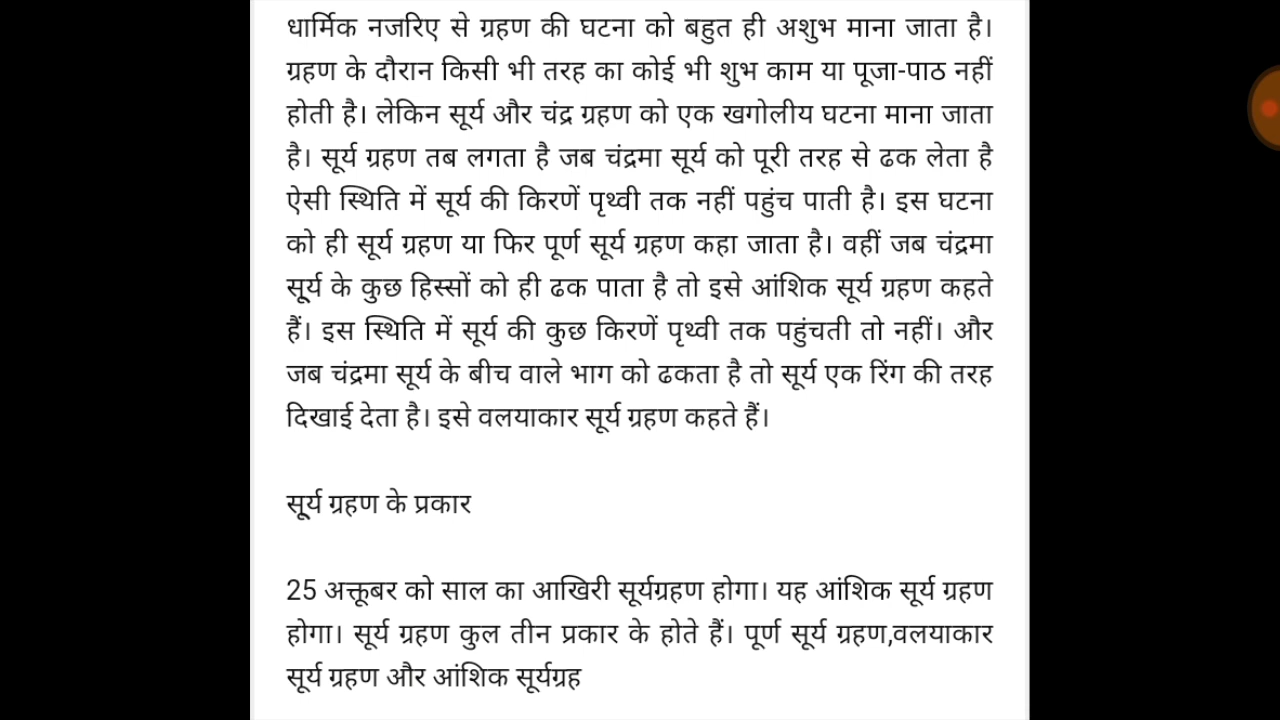 धार्मिक नजरिए से ग्रहण की घटना को बहुत ही अशुभ माना जाता है।
ग्रहण के दौरान किसी भी तरह का कोई भी शुभ काम या पूजा-पाठ नहीं
होती है। लेकिन सूर्य और चंद्र ग्रहण को एक खगोलीय घटना माना जाता
है। सूर्य ग्रहण तब लगता है जब चंद्रमा सूर्य को पूरी तरह से ढक लेता है
ऐसी स्थिति में सूर्य की किरणें पृथ्वी तक नहीं पहुंच पाती है। इस घटना
को ही सूर्य ग्रहण या फिर पूर्ण सूर्य ग्रहण कहा जाता है। वहीं जब चंद्रमा
सू्र्य के कुछ हिस्सों को ही ढक पाता है तो इसे आंशिक सूर्य ग्रहण कहते
हैं। इस स्थिति में सूर्य की कुछ किरणें पृथ्वी तक पहुंचती तो नहीं। और
जब चंद्रमा सूर्य के बीच वाले भाग को ढकता है तो सूर्य एक रिंग की तरह
दिखाई देता है। इसे वलयाकार सूर्य ग्रहण कहते हैं।
सू्र्य ग्रहण के प्रकार
25 अक्तूबर को साल का आखिरी सूर्यग्रहण होगा। यह आंशिक सूर्य ग्रहण
होगा। सूर्य ग्रहण कुल तीन प्रकार के होते हैं। पूर्ण सूर्य ग्रहण,वलयाकार
सूर्य ग्रहण और आंशिक सूर्यग्रह